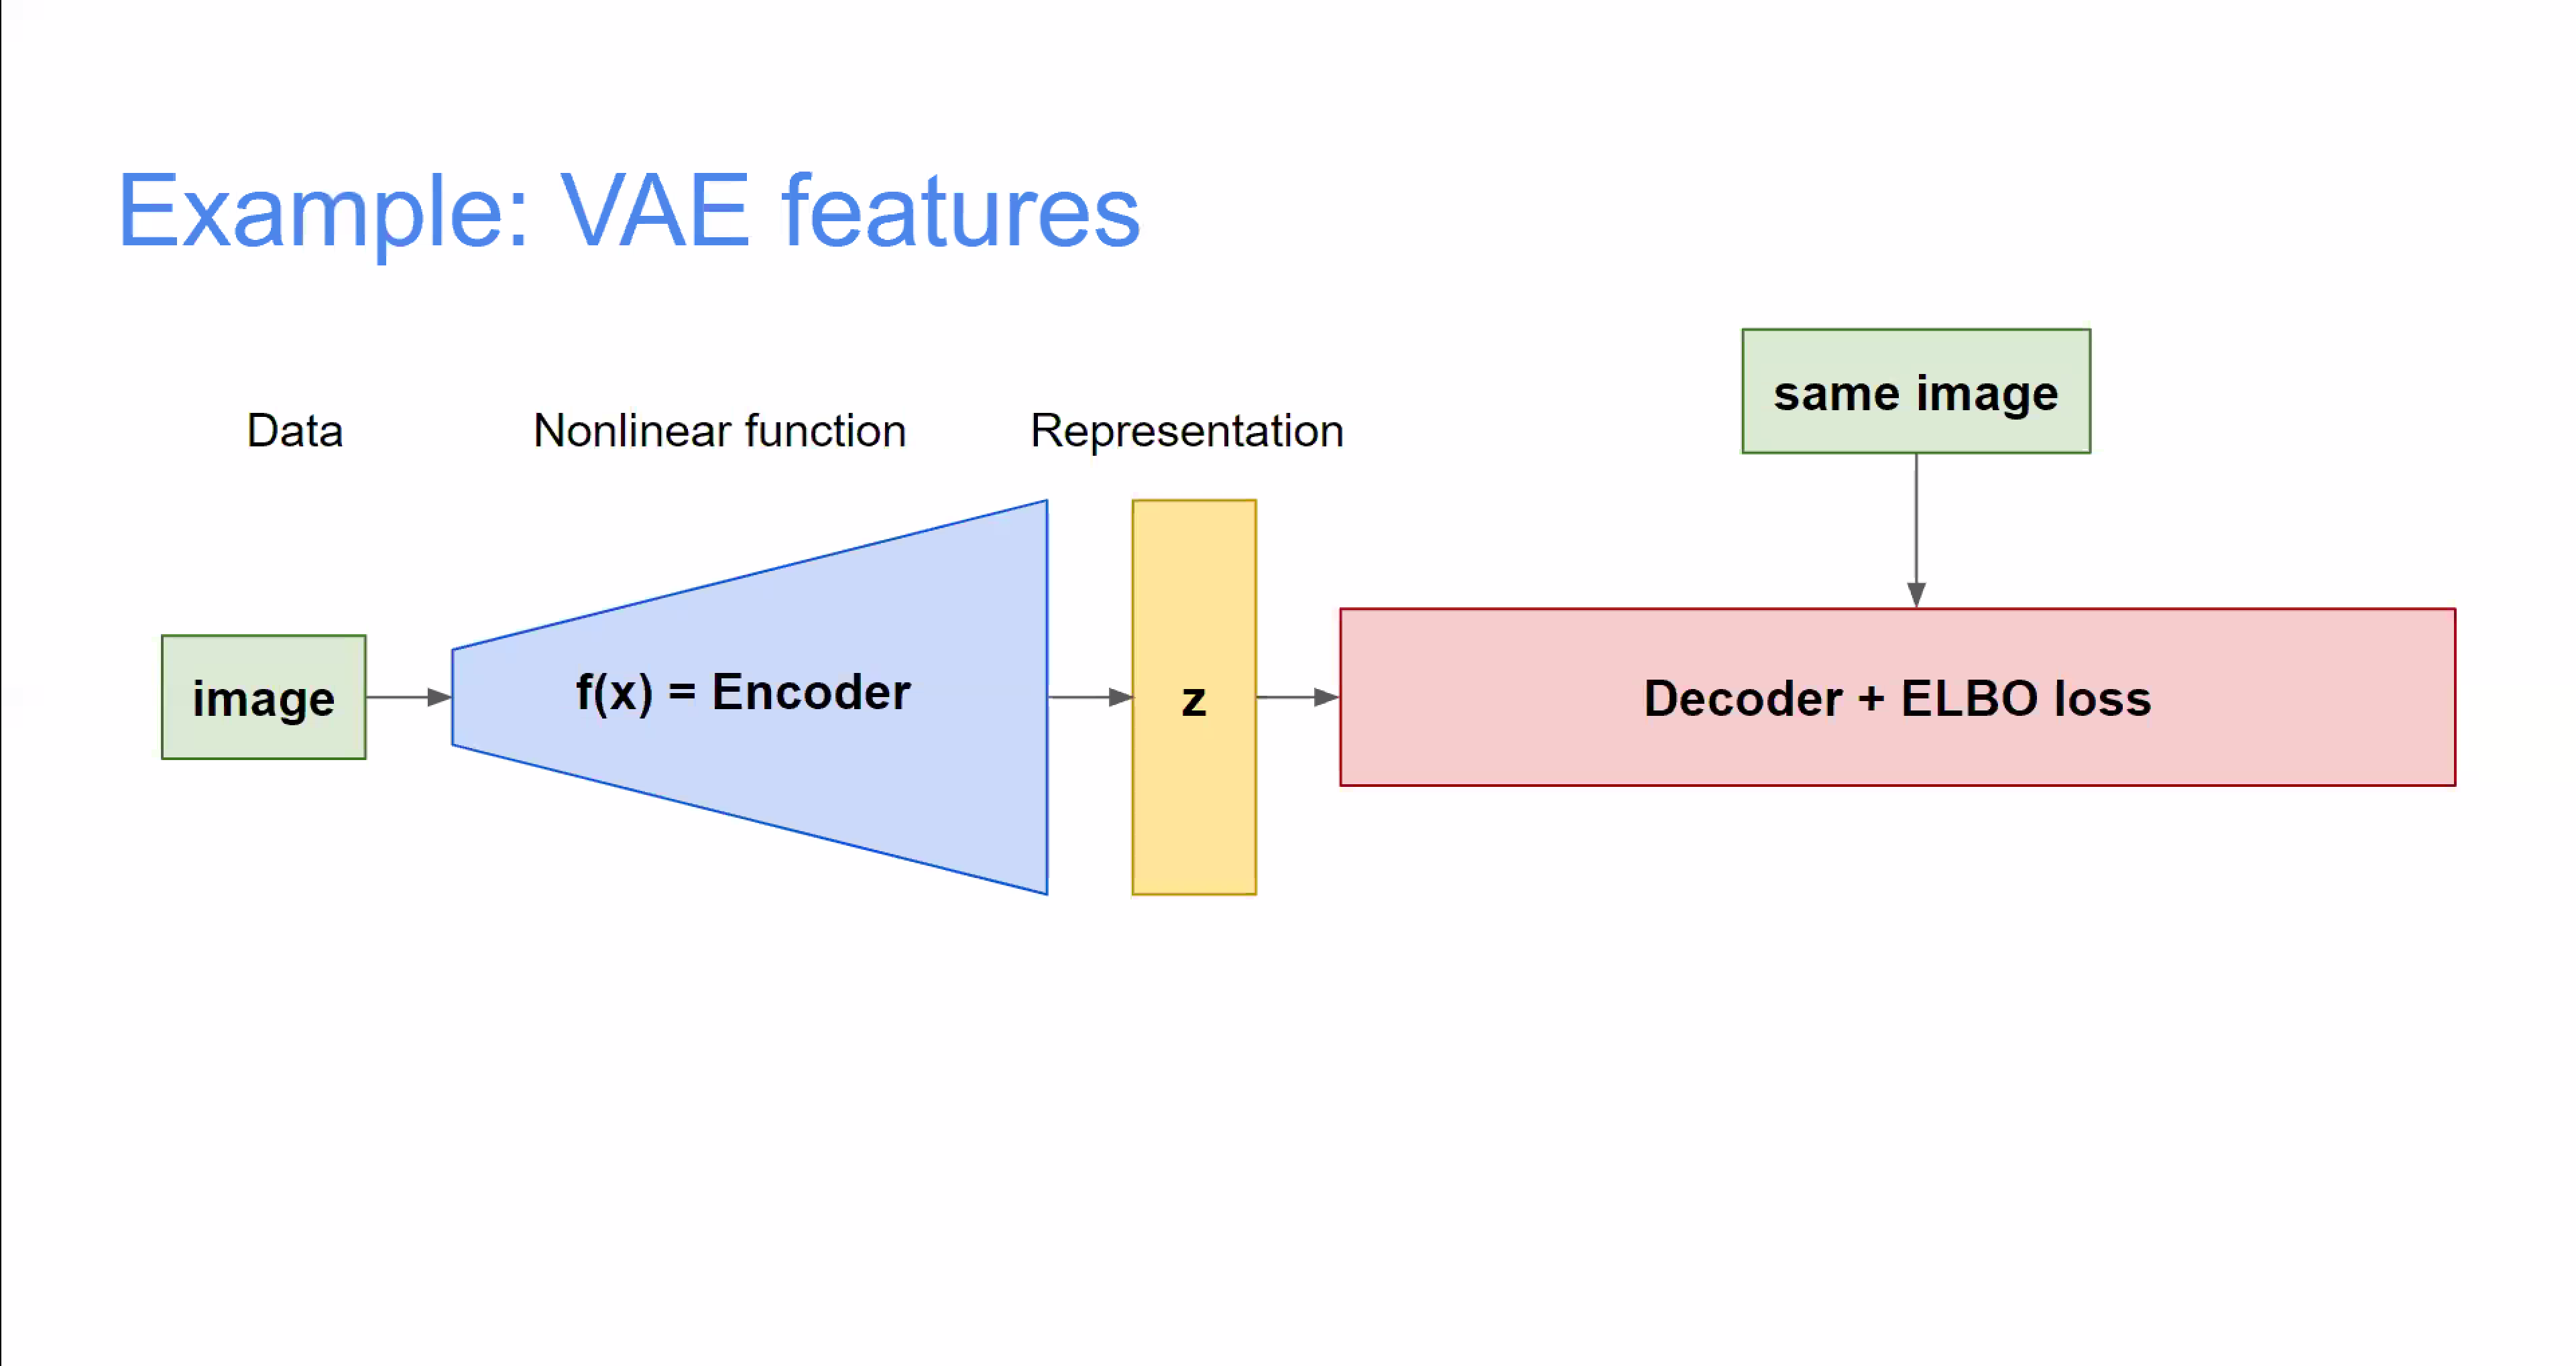 Example: VAE features
same image
Data
Nonlinear function
Representation
image
f(x) = Encoder
z
Decoder + ELBO loss